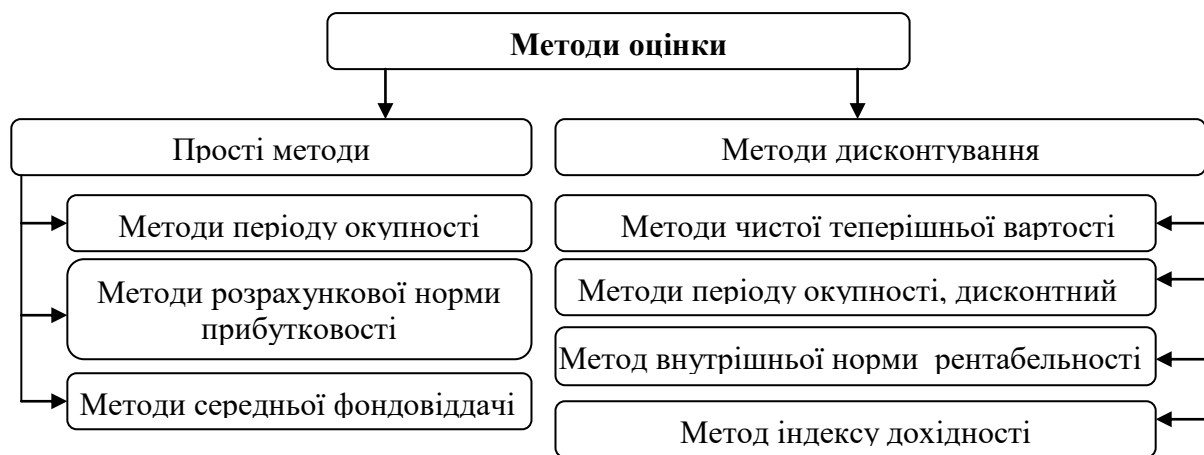 Методи оцінки
Прості методи
Методи періоду окупності
Методи розрахункової норми
прибутковості
Методи середньої фондовіддачі
Методи дисконтування
Методи чистої теперішньої вартості
Методи періоду окупності, дисконтний
Метод внутрішньої норми рентабельності
Метод індексу дохідності